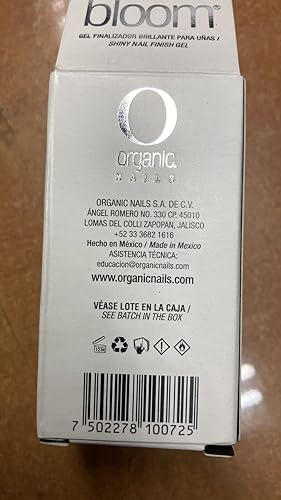 bloom®
GEL FINALIZADOR BRILLANTE PARA UÑAS /
SHINY NAIL FINISH GEL
organic.
NAILS
ORGANIC NAILS S.A. DE C.V.
ÁNGEL ROMERO NO. 330 CP. 45010
LOMAS DEL COLLI ZAPOPAN, JALISCO
+52 33 3682 1616
Hecho en México / Made in Mexico
ASISTENCIA TÉCNICA:
educacion@organicnails.com
www.organicnails.com
VÉASE LOTE EN LA CAJA /
SEE BATCH IN THE BOX
12 M
7 502278 100725